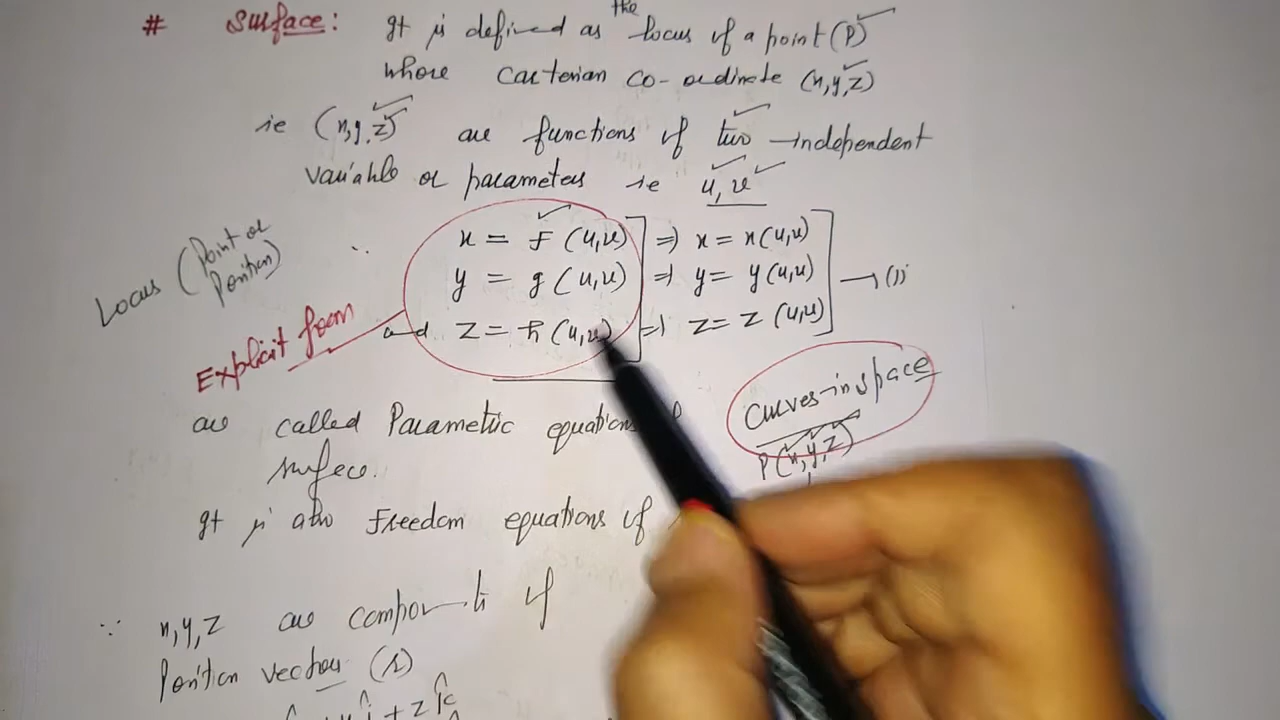 # Surface: It is defined as the locus of a point (P)
whose cartesian co-ordinate (x,y,z)
ie (x,y,z) are functions of two independent
variable or parameters ie u, v
Locus (Point or Position)
∴ x = f (u,v) ⇒ x = x(u,v)
y = g (u,v) ⇒ y = y(u,v)
and z = h (u,v) ⇒ z = z (u,v)
(1)
Explicit form
are called Parametric equations
surface.
Curves-in space
P(x,y,z)
It is also Freedom equations of
∵ x,y,z are of
Position vector (r)
+ z k̂